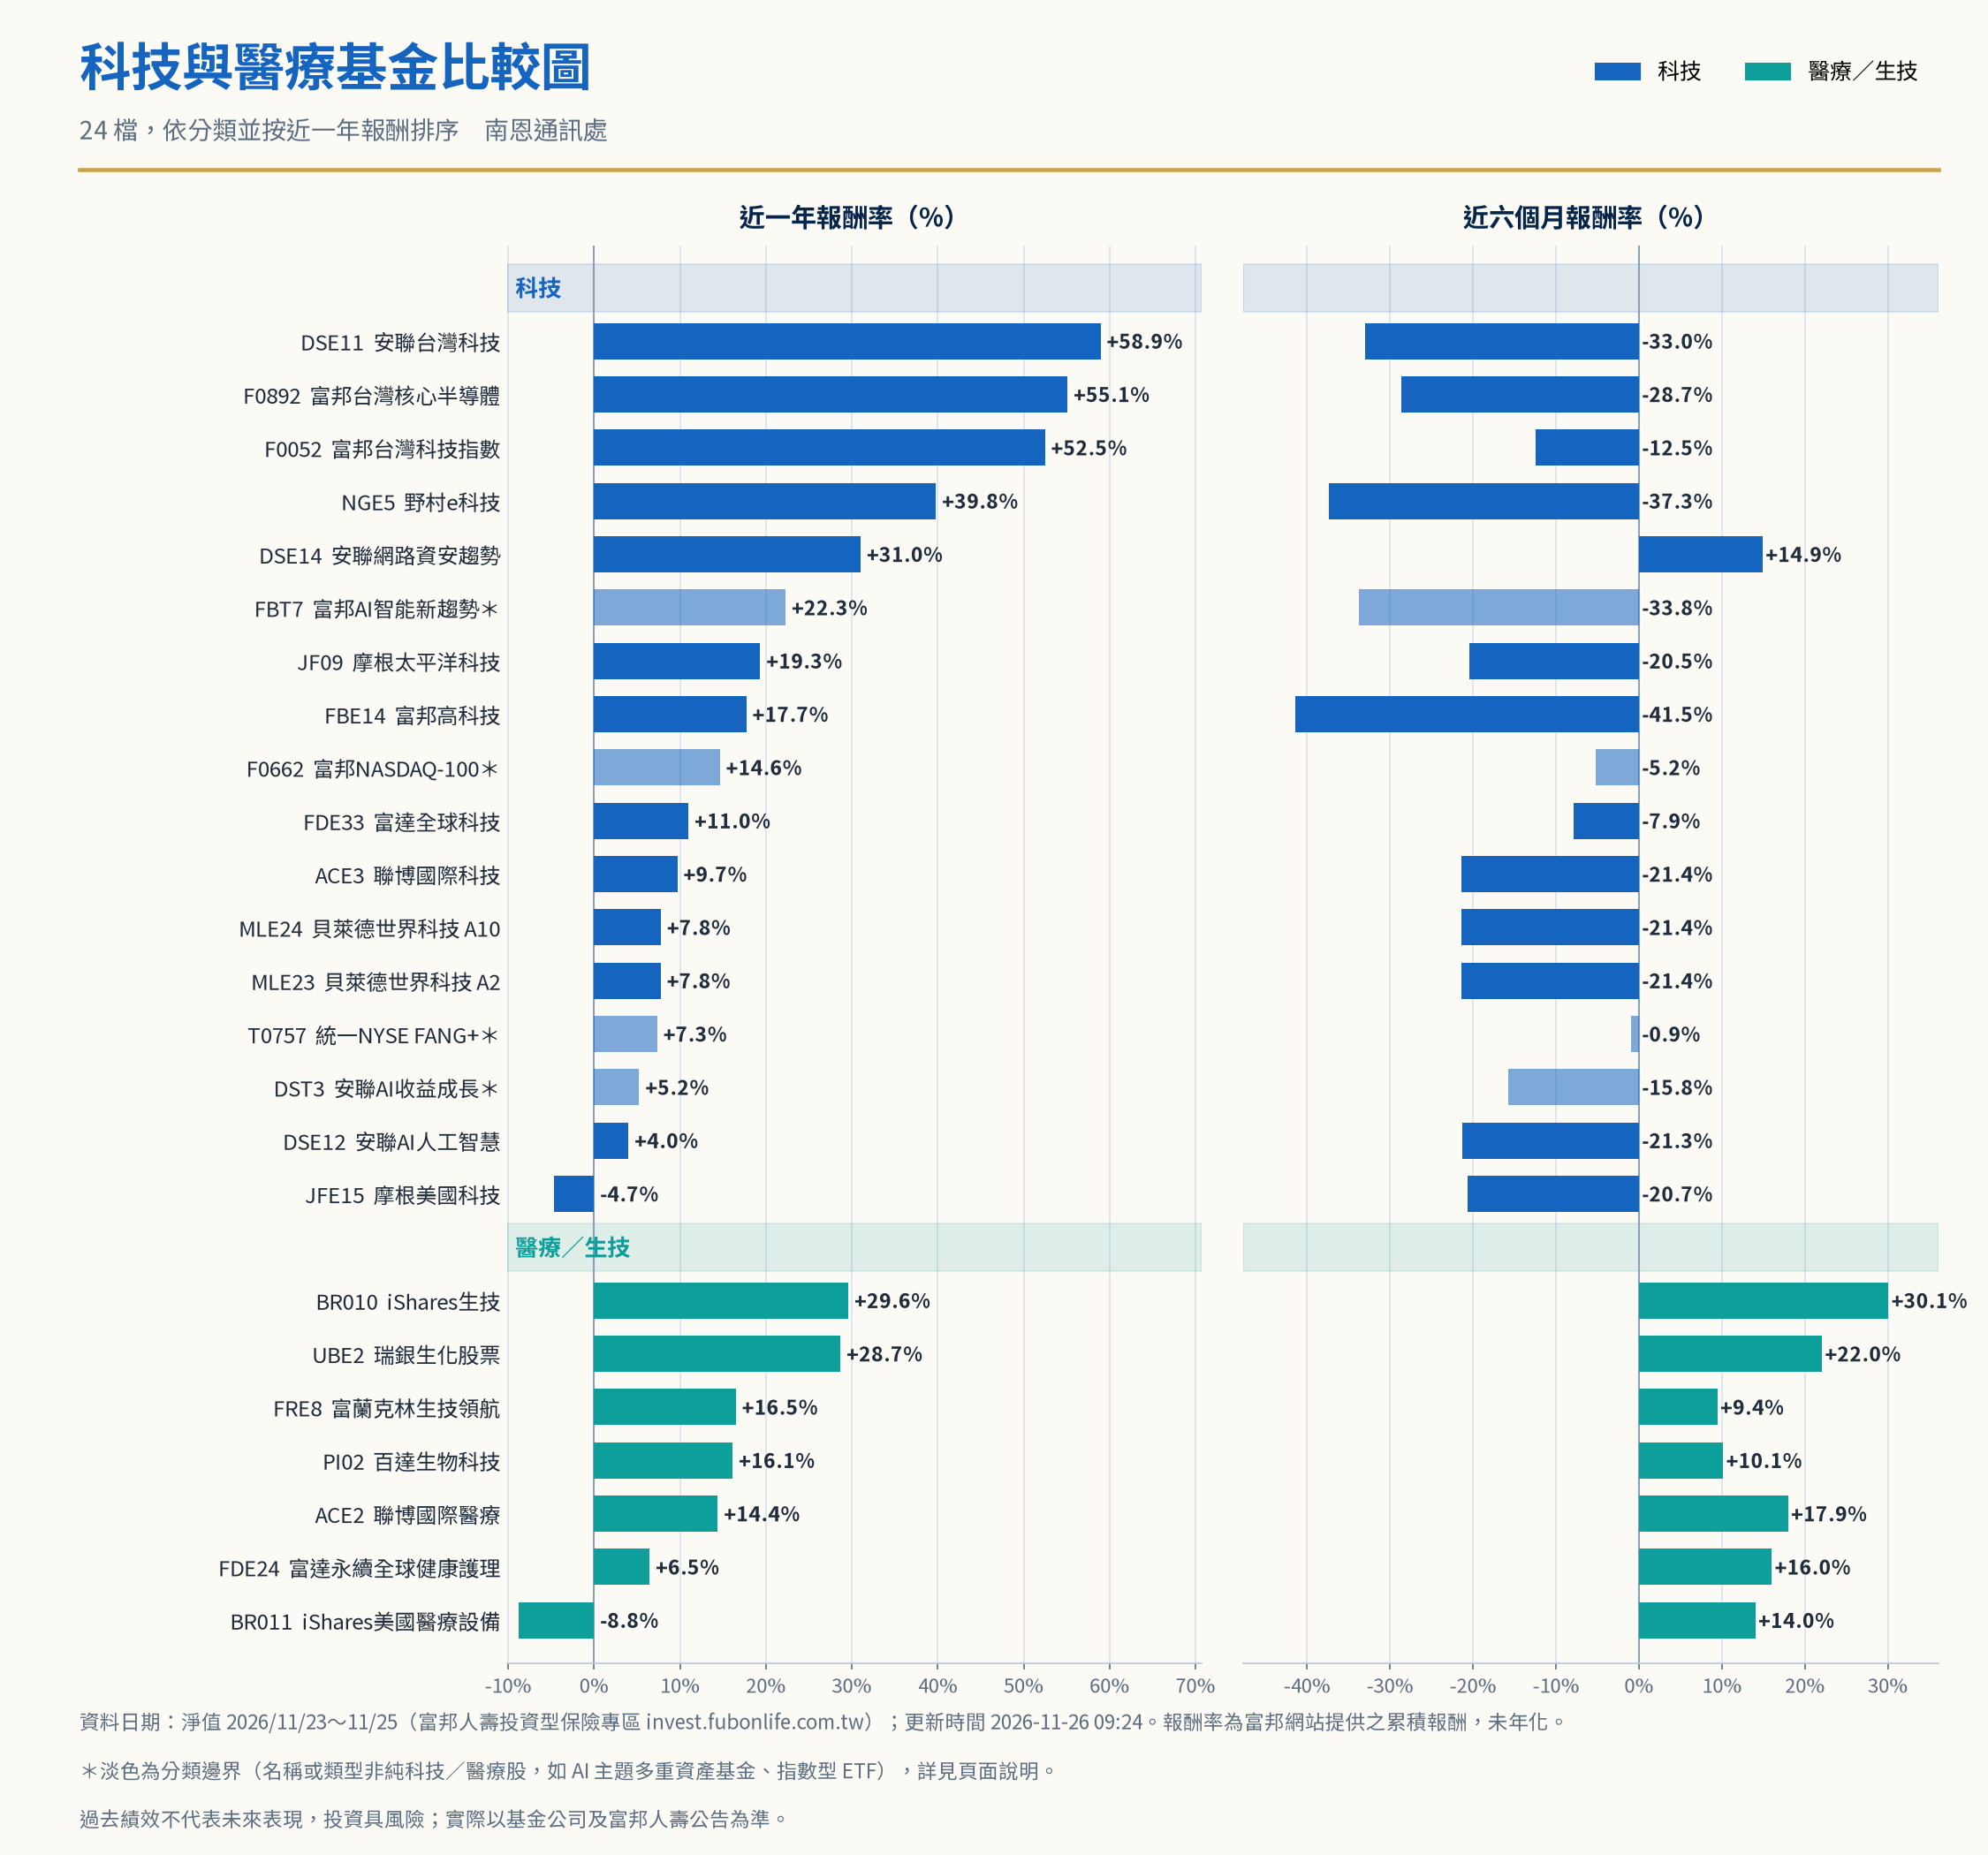 科技與醫療基金比較圖
科技　醫療／生技
24 檔，依分類並按近一年報酬排序　南恩通訊處
近一年報酬率（%）　近六個月報酬率（%）
科技
DSE11 安聯台灣科技 +58.9% -33.0%
F0892 富邦台灣核心半導體 +55.1% -28.7%
F0052 富邦台灣科技指數 +52.5% -12.5%
NGE5 野村e科技 +39.8% -37.3%
DSE14 安聯網路資安趨勢 +31.0% +14.9%
FBT7 富邦AI智能新趨勢＊ +22.3% -33.8%
JF09 摩根太平洋科技 +19.3% -20.5%
FBE14 富邦高科技 +17.7% -41.5%
F0662 富邦NASDAQ-100＊ +14.6% -5.2%
FDE33 富達全球科技 +11.0% -7.9%
ACE3 聯博國際科技 +9.7% -21.4%
MLE24 貝萊德世界科技 A10 +7.8% -21.4%
MLE23 貝萊德世界科技 A2 +7.8% -21.4%
T0757 統一NYSE FANG+＊ +7.3% -0.9%
DST3 安聯AI收益成長＊ +5.2% -15.8%
DSE12 安聯AI人工智慧 +4.0% -21.3%
JFE15 摩根美國科技 -4.7% -20.7%
醫療／生技
BR010 iShares生技 +29.6% +30.1%
UBE2 瑞銀生化股票 +28.7% +22.0%
FRE8 富蘭克林生技領航 +16.5% +9.4%
PI02 百達生物科技 +16.1% +10.1%
ACE2 聯博國際醫療 +14.4% +17.9%
FDE24 富達永續全球健康護理 +6.5% +16.0%
BR011 iShares美國醫療設備 -8.8% +14.0%
-10% 0% 10% 20% 30% 40% 50% 60% 70% -40% -30% -20% -10% 0% 10% 20% 30%
資料日期：淨值 2026/11/23～11/25（富邦人壽投資型保險專區 invest.fubonlife.com.tw）；更新時間 2026-11-26 09:24。報酬率為富邦網站提供之累積報酬，未年化。
＊淡色為分類邊界（名稱或類型非純科技／醫療股，如 AI 主題多重資產基金、指數型 ETF），詳見頁面說明。
過去績效不代表未來表現，投資具風險；實際以基金公司及富邦人壽公告為準。